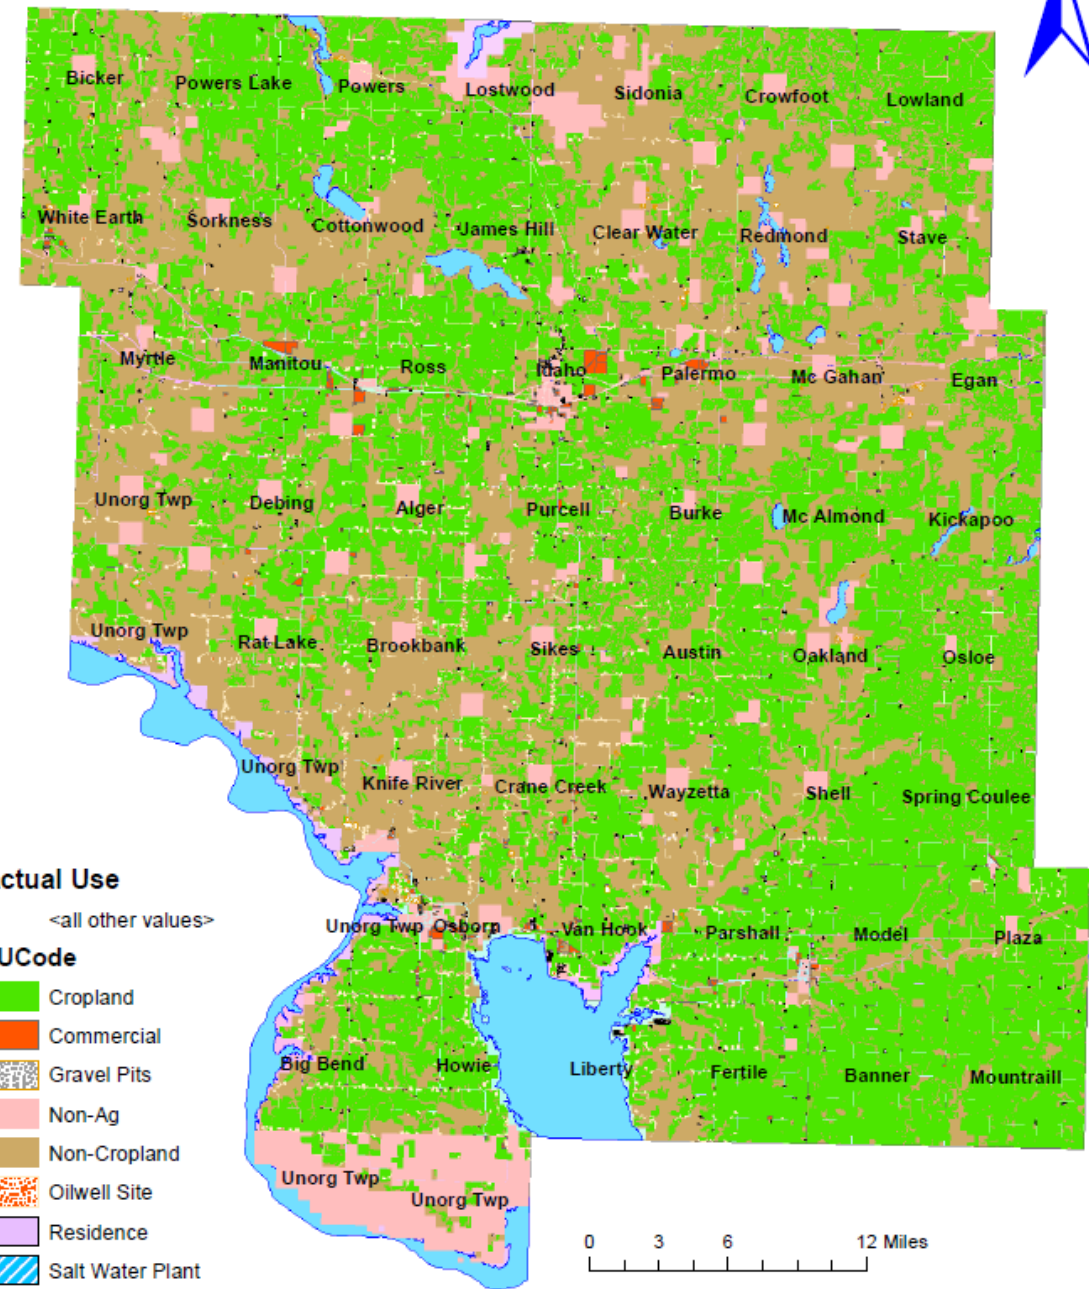 Bicker
Powers Lake
Powers
Lostwood
Sidonia
Crowfoot
Lowland
White Earth
Sorkness
Cottonwood
James Hill
Clear Water
Redmond
Stave
Myrtle
Manitou
Ross
Idaho
Palermo
Mc Gahan
Egan
Unorg Twp
Debing
Alger
Purcell
Burke
Mc Almond
Kickapoo
Unorg Twp
Rat Lake
Brookbank
Sikes
Austin
Oakland
Osloe
Unorg Twp
Knife River
Crane Creek
Wayzetta
Shell
Spring Coulee
Unorg Twp
Osborn
Van Hook
Parshall
Model
Plaza
Big Bend
Howie
Liberty
Fertile
Banner
Mountraill
Unorg Twp
Unorg Twp
ctual Use
<all other values>
UCode
Cropland
Commercial
Gravel Pits
Non-Ag
Non-Cropland
Oilwell Site
Residence
Salt Water Plant
0 3 6 12 Miles